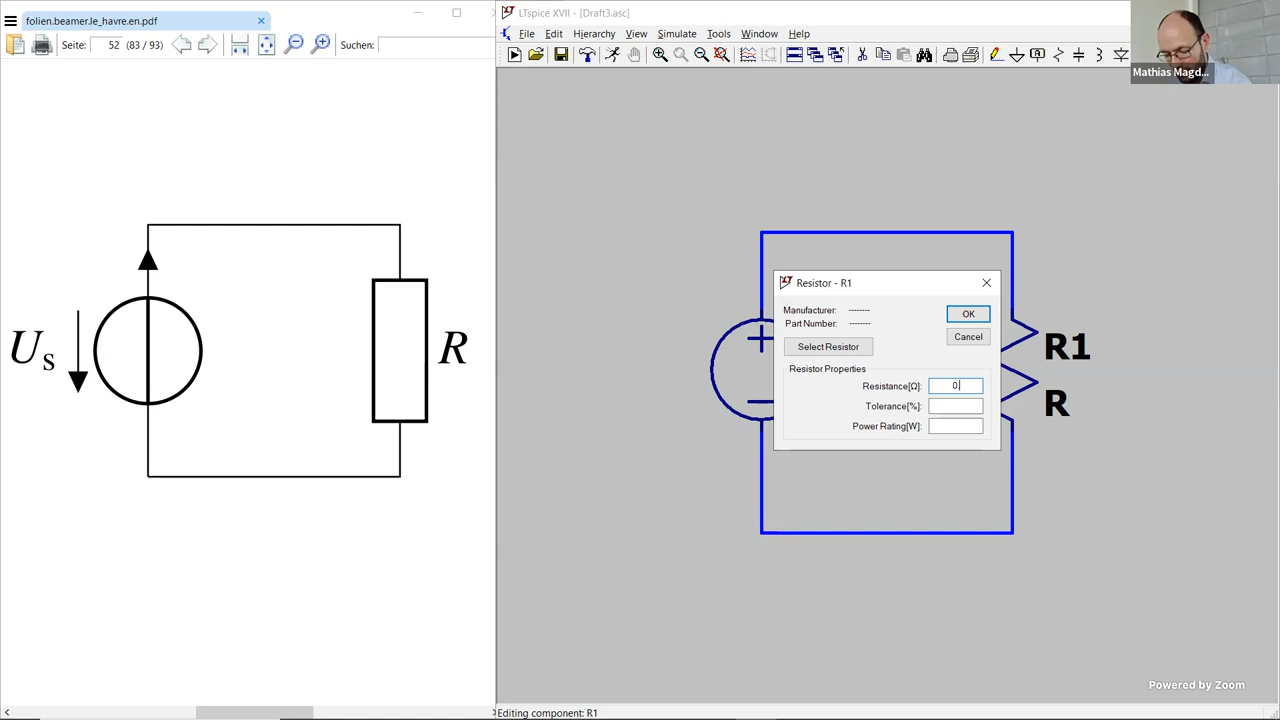 folien.beamer.le_havre.en.pdf
Seite: 52 (83 / 93) Suchen:
Us
R
LTspice XVII - [Draft3.asc]
File Edit Hierarchy View Simulate Tools Window Help
Mathias Magd...
Resistor - R1
Manufacturer: --------
Part Number: --------
OK
Cancel
Select Resistor
Resistor Properties
Resistance[Ω]: 0
Tolerance[%]:
Power Rating[W]:
R1
R
Powered by Zoom
Editing component: R1